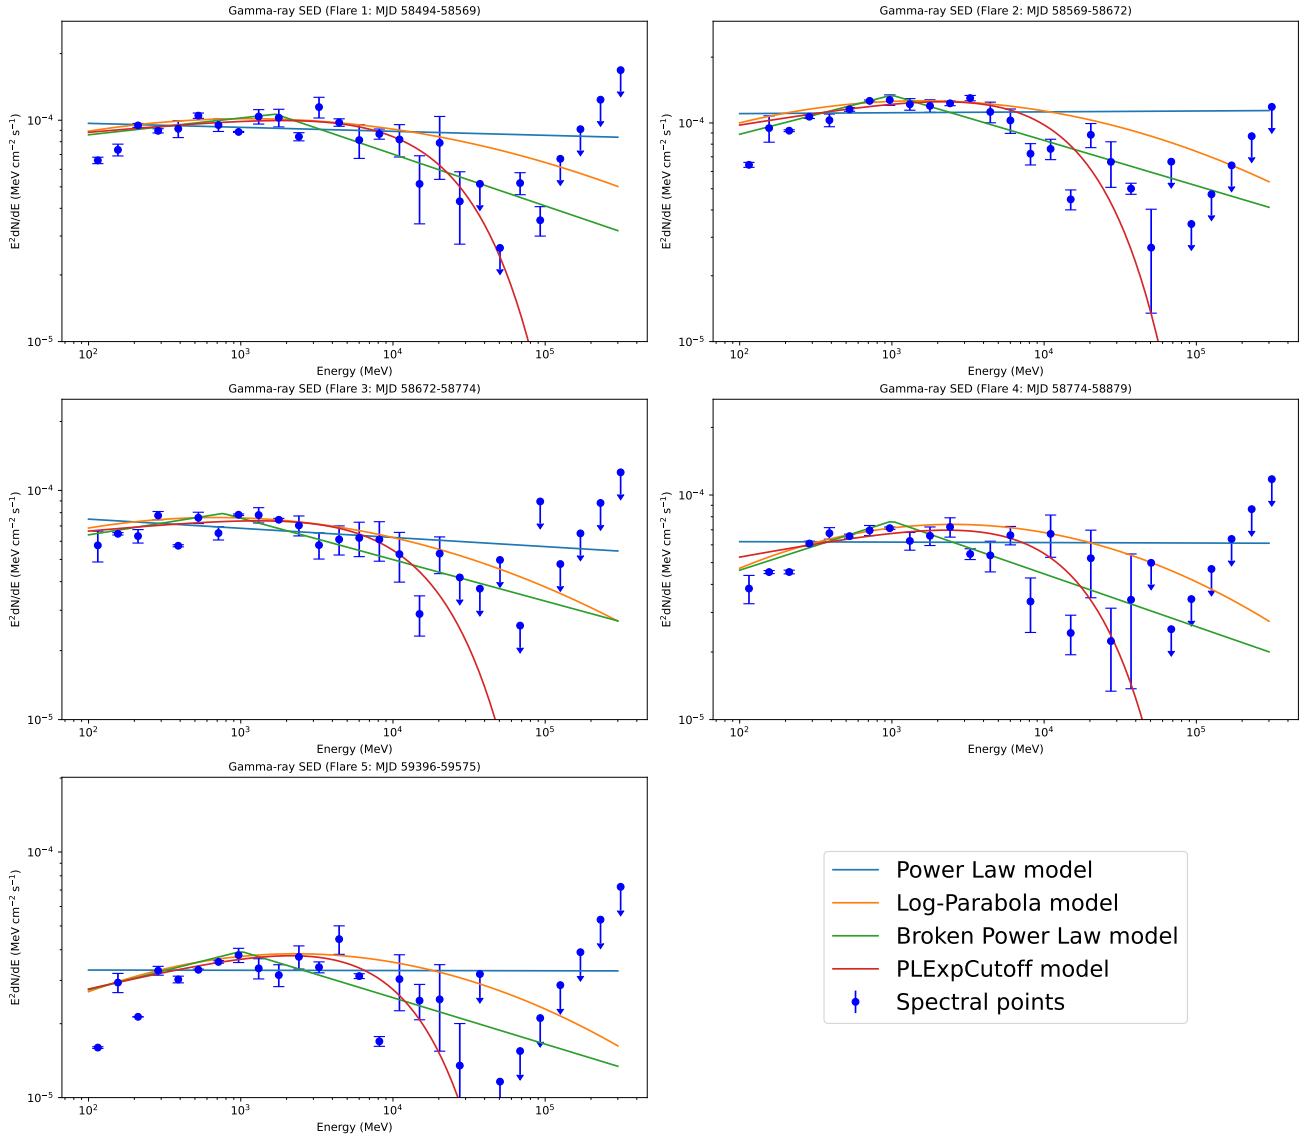 Gamma-ray SED (Flare 1: MJD 58494-58569)
E²dN/dE (MeV cm⁻² s⁻¹)
10⁻⁴
10⁻⁵
10² 10³ 10⁴ 10⁵
Energy (MeV)
Gamma-ray SED (Flare 2: MJD 58569-58672)
E²dN/dE (MeV cm⁻² s⁻¹)
10⁻⁴
10⁻⁵
10² 10³ 10⁴ 10⁵
Energy (MeV)
Gamma-ray SED (Flare 3: MJD 58672-58774)
E²dN/dE (MeV cm⁻² s⁻¹)
10⁻⁴
10⁻⁵
10² 10³ 10⁴ 10⁵
Energy (MeV)
Gamma-ray SED (Flare 4: MJD 58774-58879)
E²dN/dE (MeV cm⁻² s⁻¹)
10⁻⁴
10⁻⁵
10² 10³ 10⁴ 10⁵
Energy (MeV)
Gamma-ray SED (Flare 5: MJD 59396-59575)
E²dN/dE (MeV cm⁻² s⁻¹)
10⁻⁴
10⁻⁵
10² 10³ 10⁴ 10⁵
Energy (MeV)
Power Law model
Log-Parabola model
Broken Power Law model
PLExpCutoff model
Spectral points